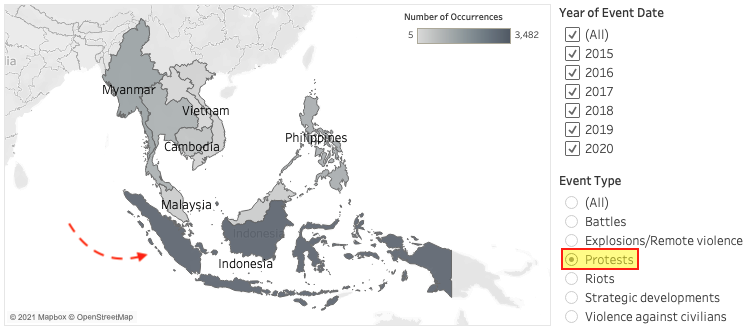 Number of Occurrences
5
3,482
Myanmar
Vietnam
Cambodia
Philippines
Malaysia
Indonesia
Indonesia
© 2021 Mapbox © OpenStreetMap
Year of Event Date
(All)
2015
2016
2017
2018
2019
2020
Event Type
(All)
Battles
Explosions/Remote violence
Protests
Riots
Strategic developments
Violence against civilians